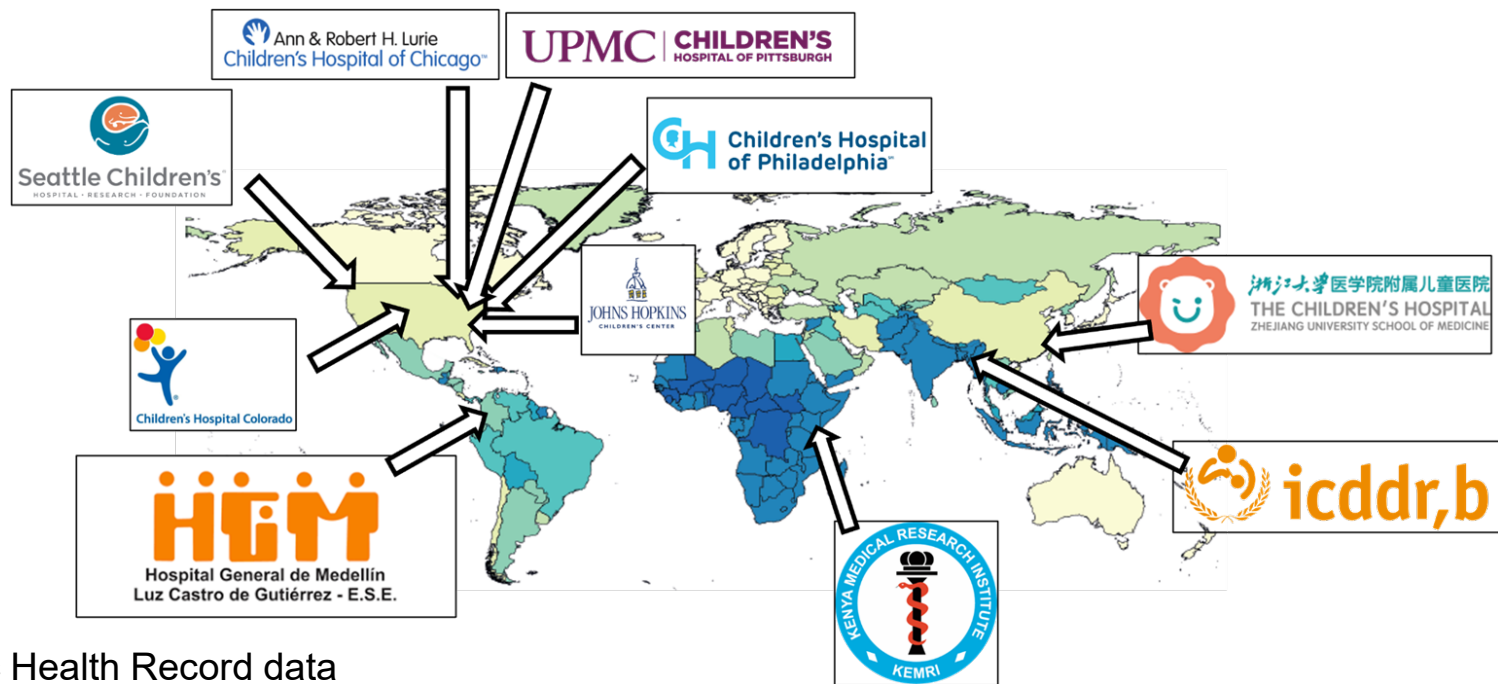 Ann & Robert H. Lurie
Children's Hospital of Chicago
UPMC | CHILDREN'S
HOSPITAL OF PITTSBURGH
Seattle Children's
HOSPITAL • RESEARCH • FOUNDATION
Children's Hospital
of Philadelphia
JOHNS HOPKINS
CHILDREN'S CENTER
浙江大学医学院附属儿童医院
THE CHILDREN'S HOSPITAL
ZHEJIANG UNIVERSITY SCHOOL OF MEDICINE
Children's Hospital Colorado
HGM
Hospital General de Medellín
Luz Castro de Gutiérrez - E.S.E.
icddr,b
KENYA MEDICAL RESEARCH INSTITUTE
KEMRI
Health Record data